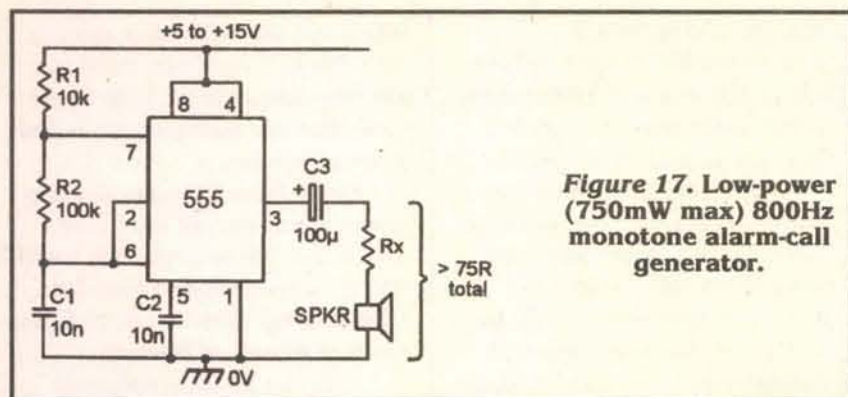 +5 to +15V
R1
10k
8
4
7
R2
100k
555
C3
+
100µ
2
3
6
Rx
> 75R
total
C1
10n
C2
10n
5
1
SPKR
0V
Figure 17. Low-power
(750mW max) 800Hz
monotone alarm-call
generator.